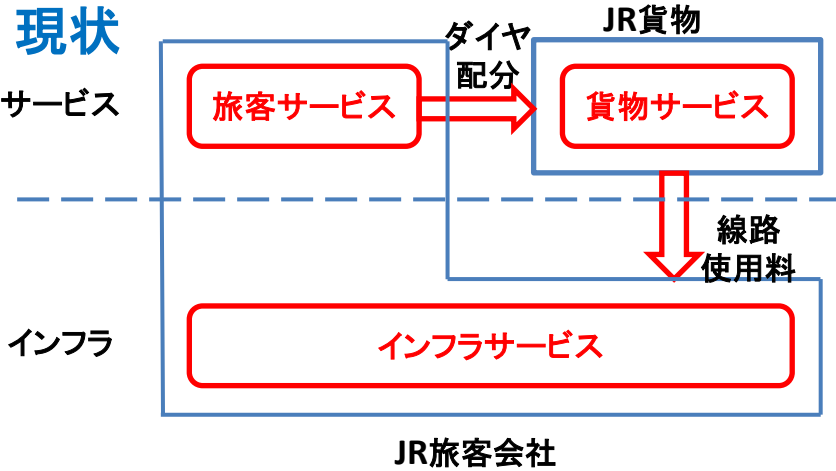 現状
JR貨物
ダイヤ
配分
サービス
旅客サービス
貨物サービス
線路
使用料
インフラ
インフラサービス
JR旅客会社